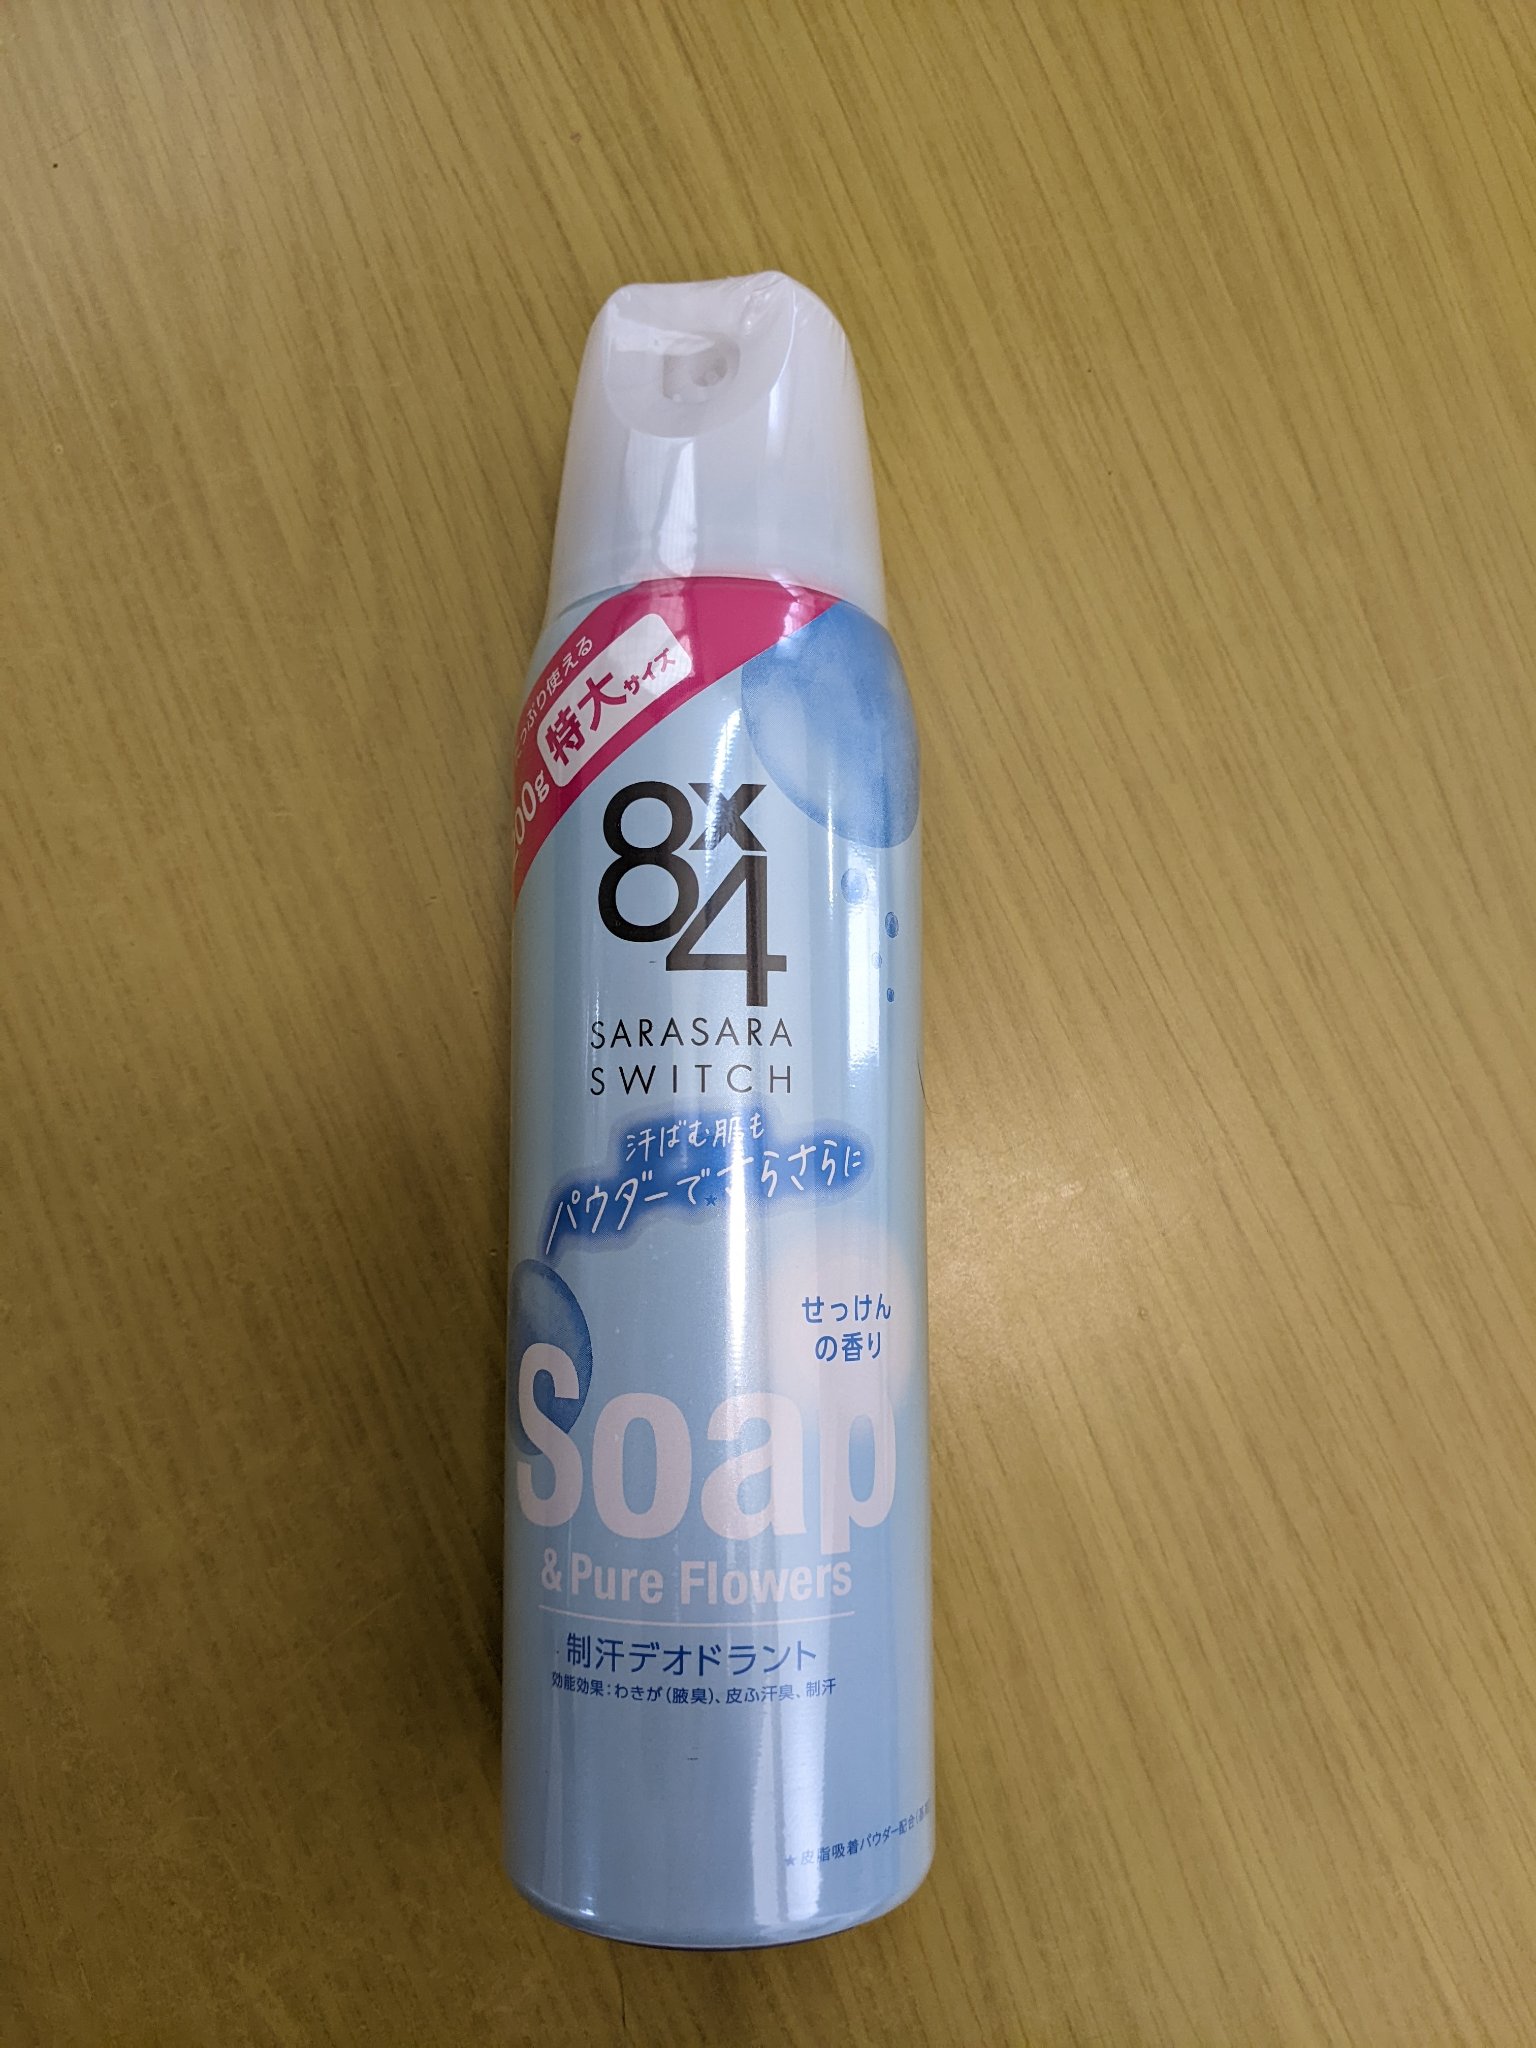 たっぷり使える
特大サイズ
8x4
SARASARA
SWITCH
汗ばむ肌も
パウダーで★さらさらに
せっけん
の香り
Soap
& Pure Flowers
制汗デオドラント
効能効果：わきが（腋臭）、皮ふ汗臭、制汗
★皮脂吸着パウダー配合